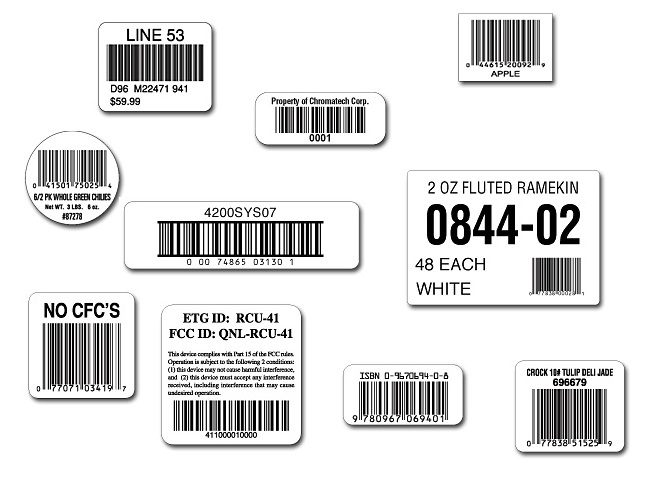 LINE 53
D96 M22471 941
$59.99
0 44615 20092 9
APPLE
Property of Chromatech Corp.
0001
0 41501 75025 4
6/2 PK WHOLE GREEN CHILIES
Net WT. 3 LBS. 6 oz.
#87278
4200SYS07
0 00 74865 03130 1
2 OZ FLUTED RAMEKIN
0844-02
48 EACH
WHITE
NO CFC'S
0 77071 03419 7
ETG ID: RCU-41
FCC ID: QNL-RCU-41
This device complies with Part 15 of the FCC rules.
Operation is subject to the following 2 conditions:
(1) this device may not cause harmful interference,
and (2) this device must accept any interference
received, including interference that may cause
undesired operation.
411000010000
ISBN 0-9670694-0-8
9 780967 069401
CROCK 10# TULIP DELI JADE
696679
0 77838 51525 9